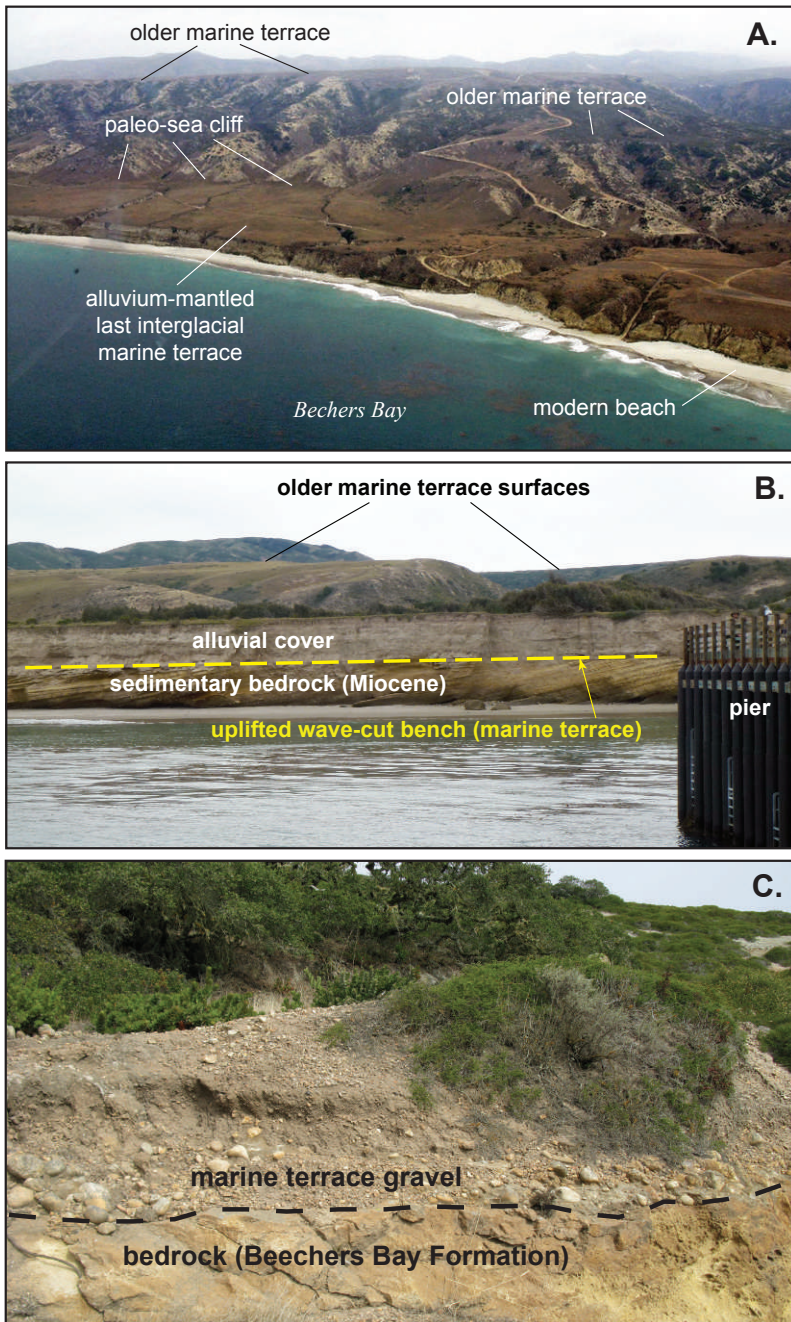 older marine terrace
A.
older marine terrace
paleo-sea cliff
alluvium-mantled
last interglacial
marine terrace
Bechers Bay
modern beach
B.
older marine terrace surfaces
alluvial cover
sedimentary bedrock (Miocene)
pier
uplifted wave-cut bench (marine terrace)
C.
marine terrace gravel
bedrock (Beechers Bay Formation)